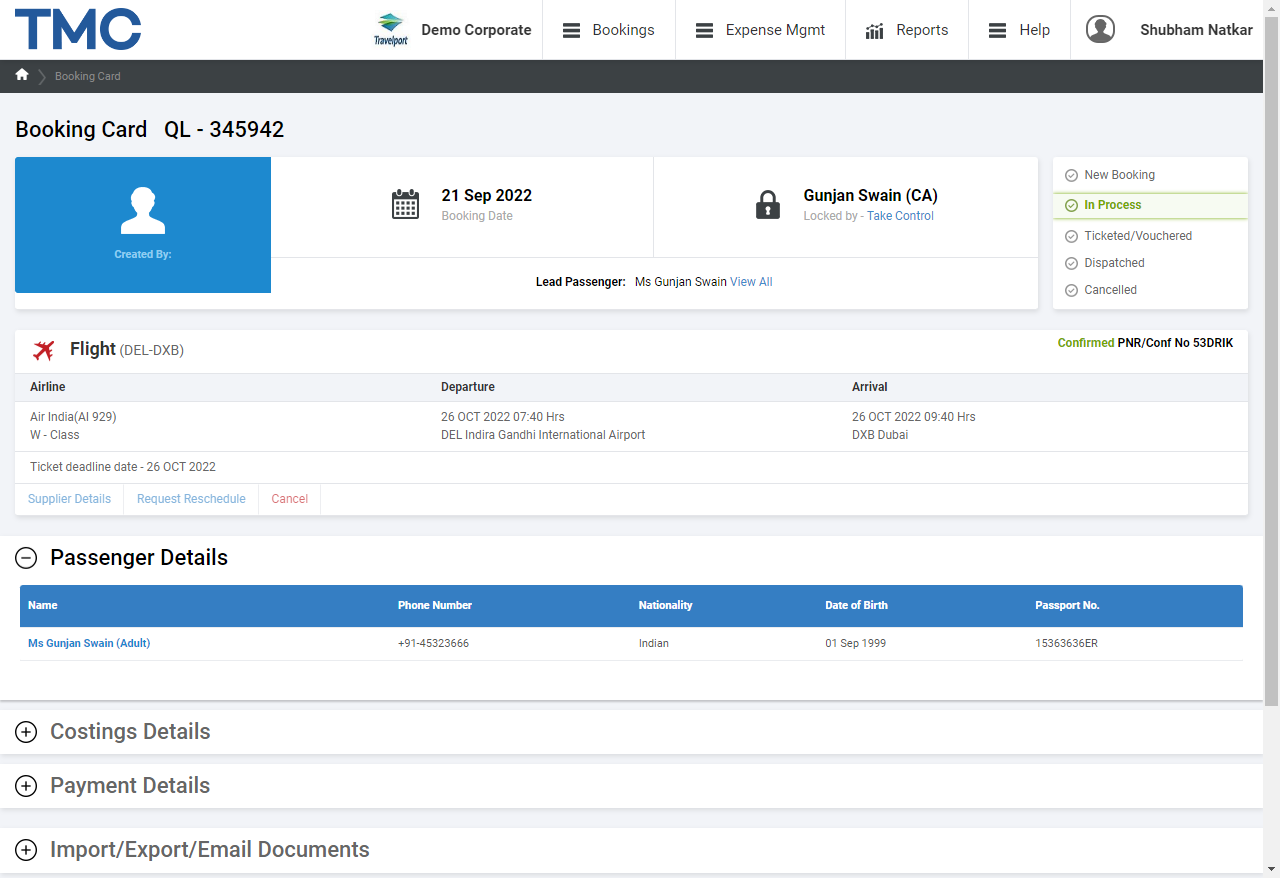 TMC
Travelport
Demo Corporate
Bookings
Expense Mgmt
Reports
Help
Shubham Natkar
Booking Card
Booking Card QL - 345942
Created By:
21 Sep 2022
Booking Date
Gunjan Swain (CA)
Locked by - Take Control
Lead Passenger: Ms Gunjan Swain View All
New Booking
In Process
Ticketed/Vouchered
Dispatched
Cancelled
Flight (DEL-DXB)
Confirmed PNR/Conf No 53DRIK
Airline Departure Arrival
Air India(AI 929) 26 OCT 2022 07:40 Hrs 26 OCT 2022 09:40 Hrs
W - Class DEL Indira Gandhi International Airport DXB Dubai
Ticket deadline date - 26 OCT 2022
Supplier Details Request Reschedule Cancel
Passenger Details
Name Phone Number Nationality Date of Birth Passport No.
Ms Gunjan Swain (Adult) +91-45323666 Indian 01 Sep 1999 15363636ER
Costings Details
Payment Details
Import/Export/Email Documents